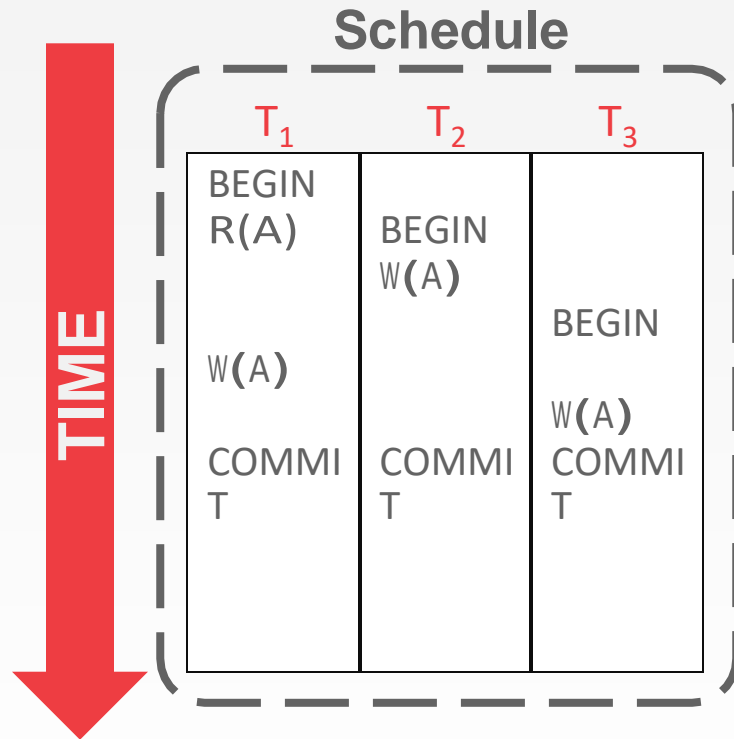 Schedule
TIME
T₁ T₂ T₃
BEGIN
R(A) BEGIN
W(A)
BEGIN
W(A)
W(A)
COMMI COMMI COMMI
T T T